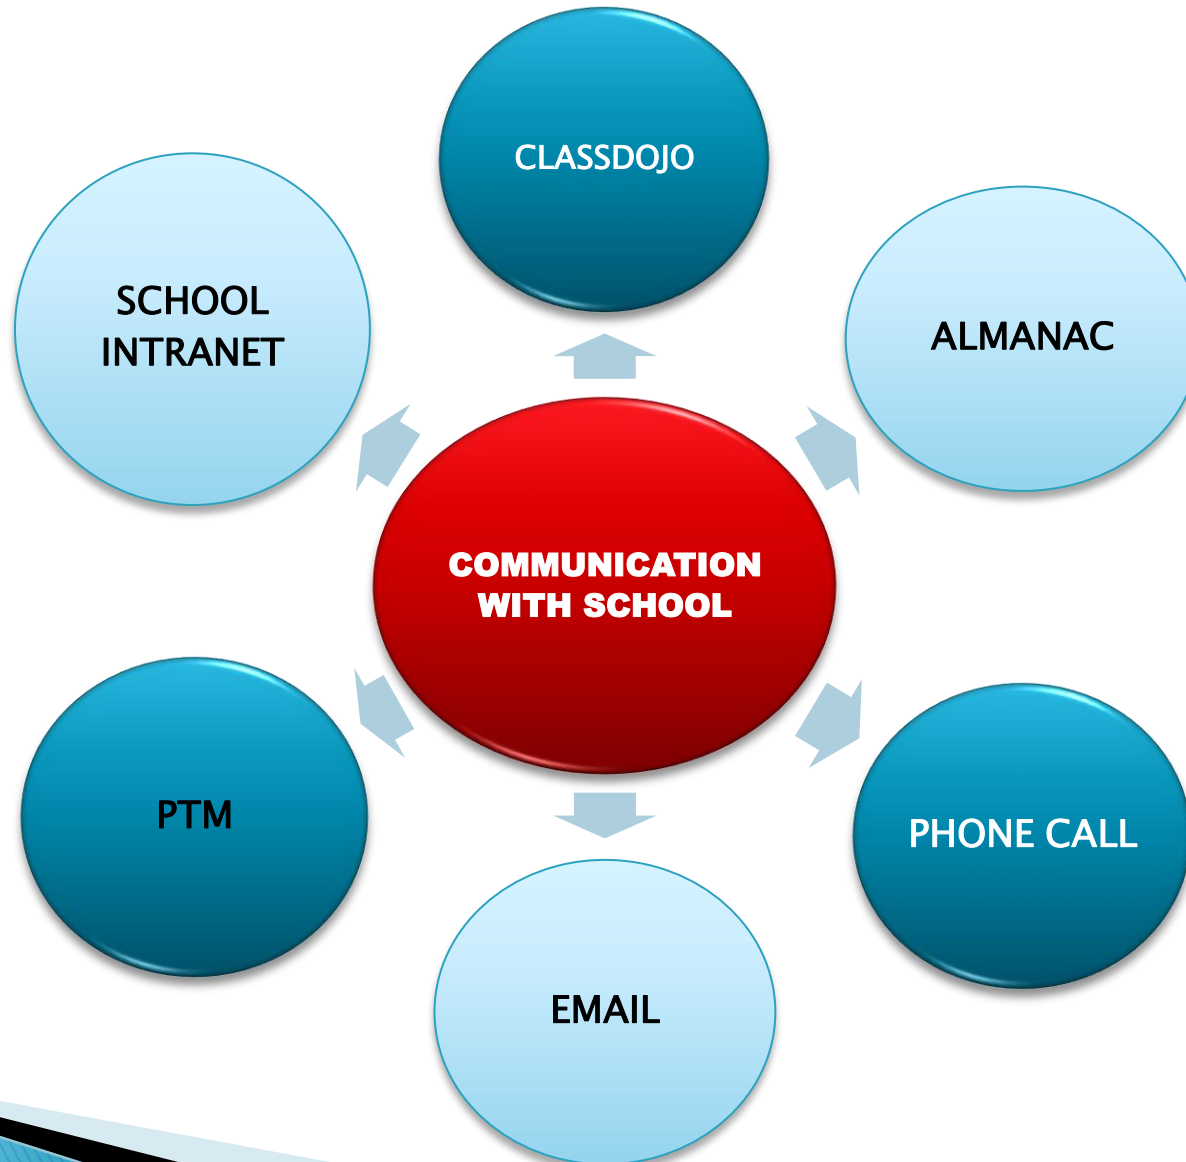 CLASSDOJO
SCHOOL
INTRANET
ALMANAC
COMMUNICATION
WITH SCHOOL
PTM
PHONE CALL
EMAIL